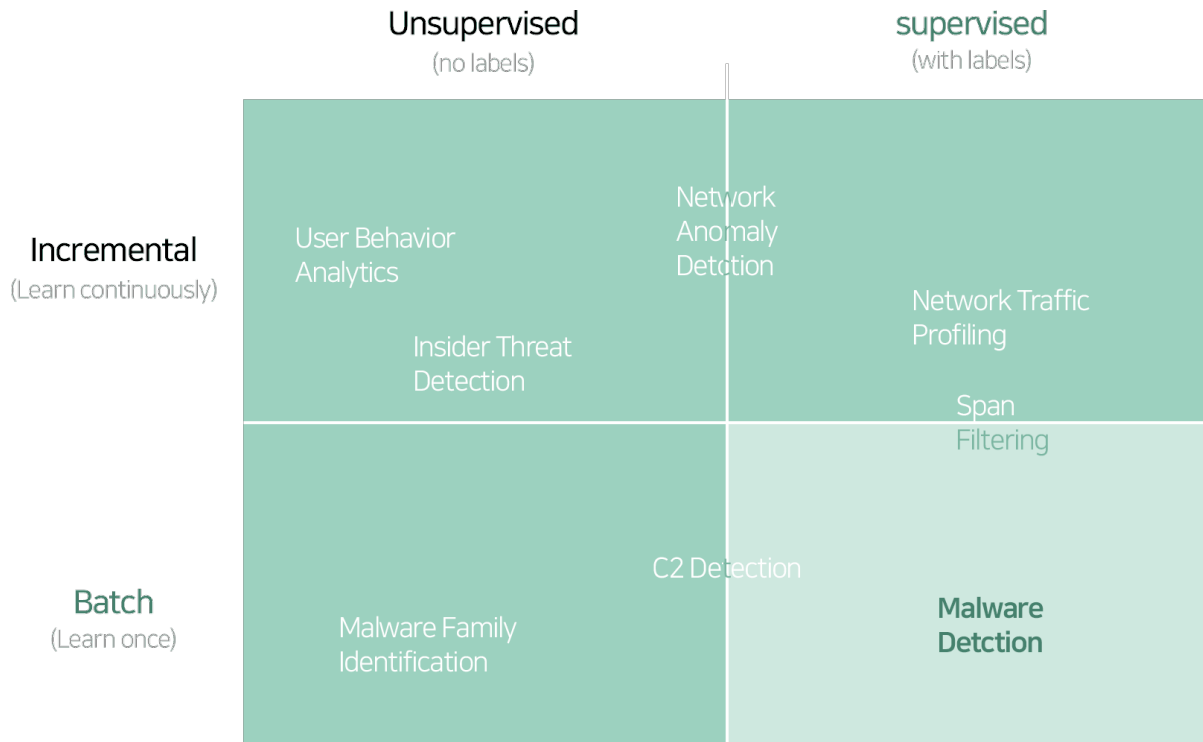 Unsupervised
(no labels)
supervised
(with labels)
Incremental
(Learn continuously)
User Behavior
Analytics
Insider Threat
Detection
Network
Anomaly
Detction
Network Traffic
Profiling
Span
Filtering
Batch
(Learn once)
Malware Family
Identification
C2 Detection
Malware
Detction